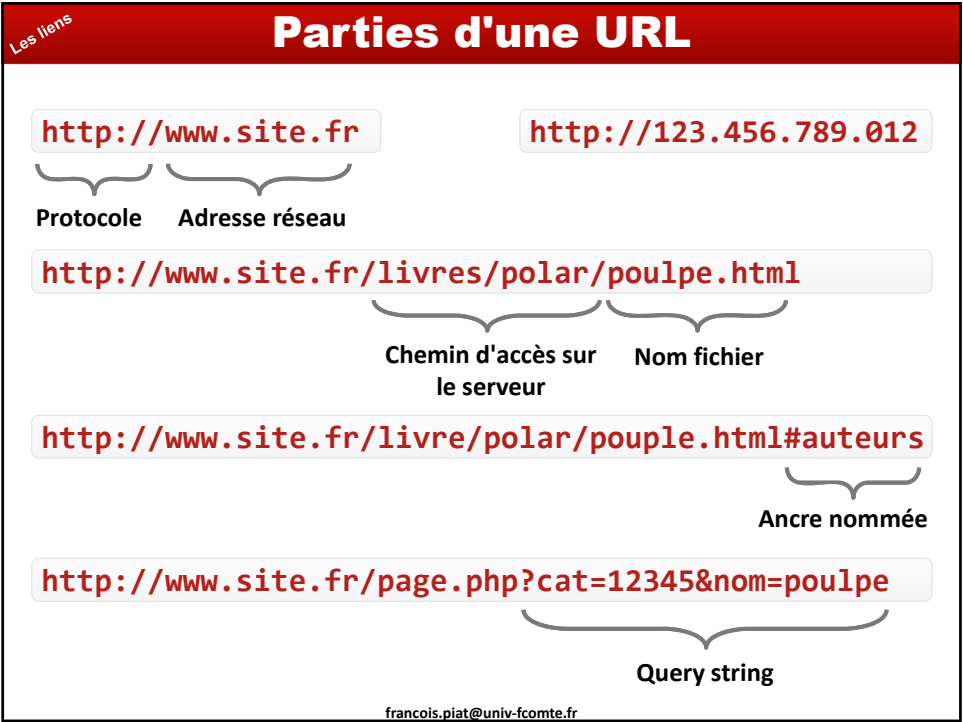 Les liens
Parties d'une URL
http://www.site.fr
http://123.456.789.012
Protocole
Adresse réseau
http://www.site.fr/livres/polar/poulpe.html
Chemin d'accès sur
le serveur
Nom fichier
http://www.site.fr/livre/polar/pouple.html#auteurs
Ancre nommée
http://www.site.fr/page.php?cat=12345&nom=poulpe
Query string
francois.piat@univ-fcomte.fr